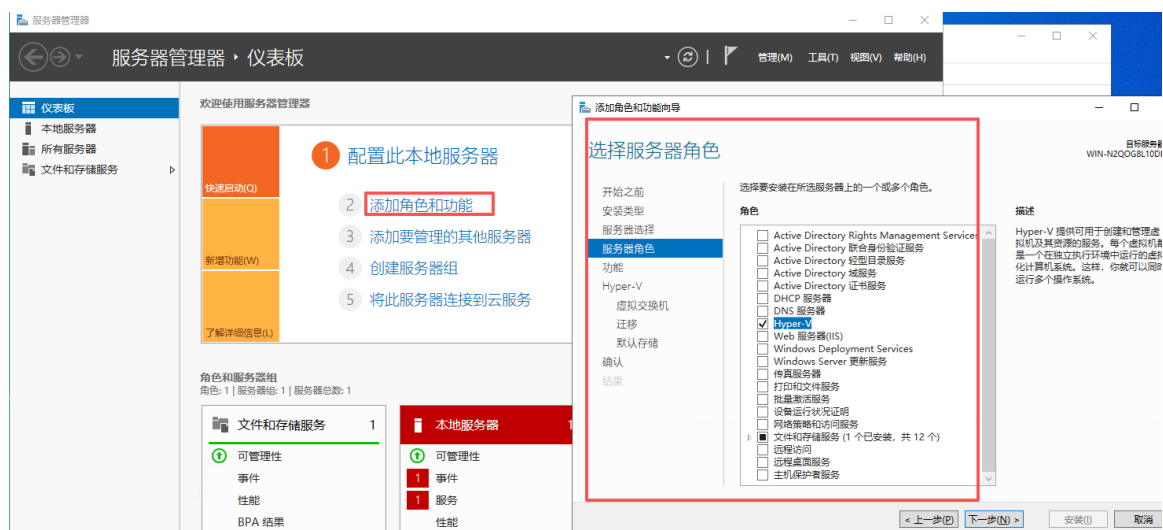 服务器管理器
服务器管理器 · 仪表板
管理(M) 工具(T) 视图(V) 帮助(H)
仪表板
本地服务器
所有服务器
文件和存储服务
欢迎使用服务器管理器
快速启动(Q)
新增功能(W)
了解详细信息(L)
1 配置此本地服务器
2 添加角色和功能
3 添加要管理的其他服务器
4 创建服务器组
5 将此服务器连接到云服务
角色和服务器组
角色: 1 | 服务器组: 1 | 服务器总数: 1
文件和存储服务 1
可管理性
事件
性能
BPA 结果
本地服务器 1
可管理性
1 事件
1 服务
性能
添加角色和功能向导
选择服务器角色
目标服务器
WIN-N2QOG8L10D
开始之前
安装类型
服务器选择
服务器角色
功能
Hyper-V
虚拟交换机
迁移
默认存储
确认
结果
选择要安装在所选服务器上的一个或多个角色。
角色
Active Directory Rights Management Services
Active Directory 联合身份验证服务
Active Directory 轻型目录服务
Active Directory 域服务
Active Directory 证书服务
DHCP 服务器
DNS 服务器
Hyper-V
Web 服务器(IIS)
Windows Deployment Services
Windows Server 更新服务
传真服务器
打印和文件服务
批量激活服务
设备运行状况证明
网络策略和访问服务
文件和存储服务 (1 个已安装，共 12 个)
远程访问
远程桌面服务
主机保护者服务
描述
Hyper-V 提供可用于创建和管理虚
拟机及其资源的服务。每个虚拟机都
是一个在独立执行环境中运行的虚拟
化计算机系统。这样，你就可以同时
运行多个操作系统。
< 上一步(P) 下一步(N) > 安装(I) 取消